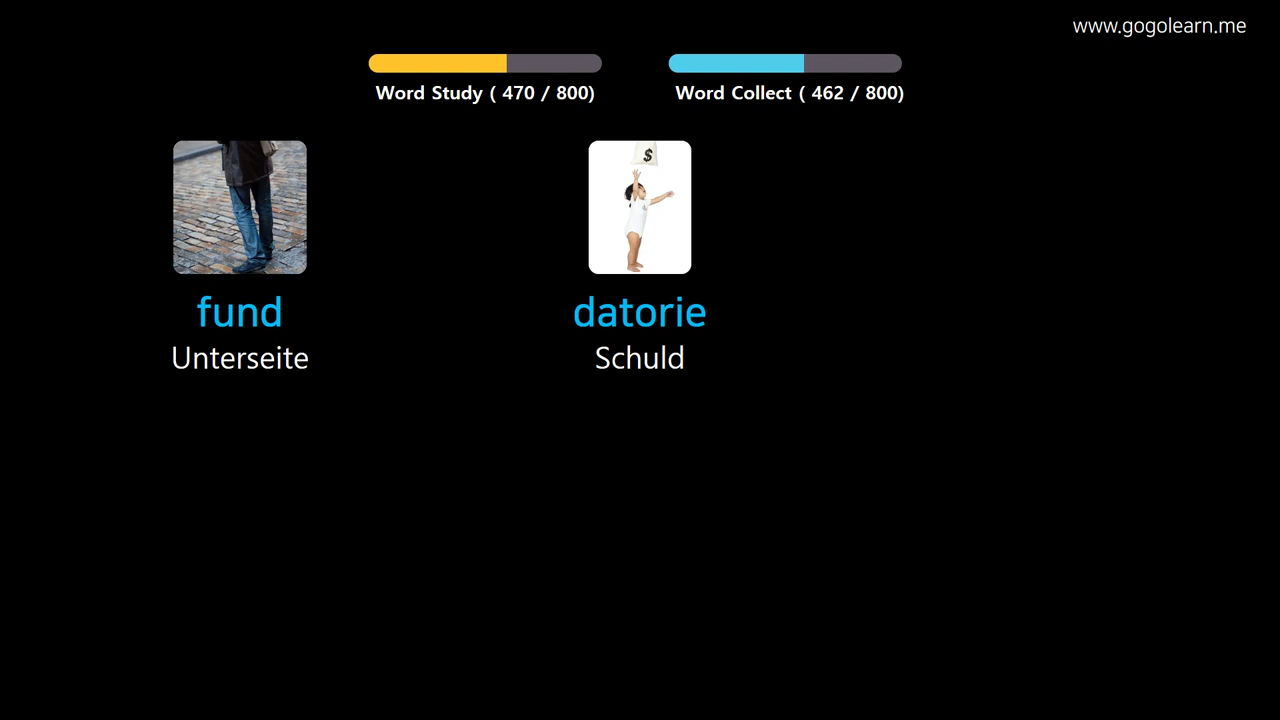 www.gogolearn.me
Word Study ( 470 / 800)
Word Collect ( 462 / 800)
$
fund
Unterseite
datorie
Schuld